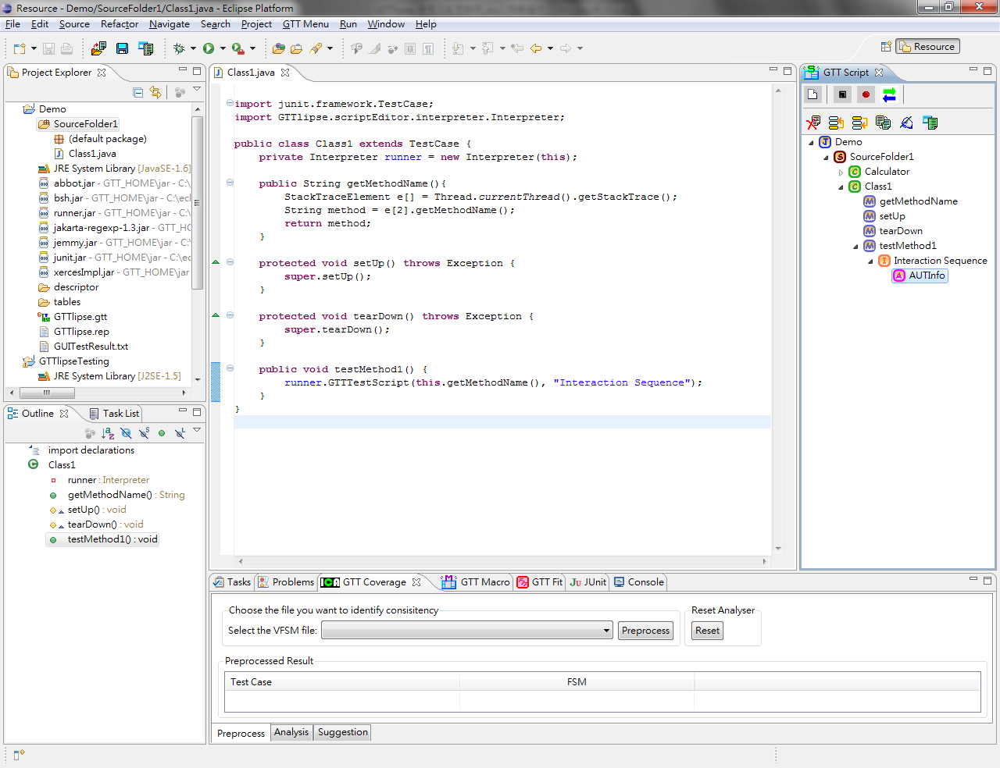 Resource - Demo/SourceFolder1/Class1.java - Eclipse Platform
File Edit Source Refactor Navigate Search Project GTT Menu Run Window Help
Resource
Project Explorer
Demo
SourceFolder1
(default package)
Class1.java
JRE System Library [JavaSE-1.6]
abbot.jar - GTT_HOME\jar - C:\
bsh.jar - GTT_HOME\jar - C:\ecl
runner.jar - GTT_HOME\jar - C:\
jakarta-regexp-1.3.jar - GTT_HO
jemmy.jar - GTT_HOME\jar - C:\
junit.jar - GTT_HOME\jar - C:\ec
xercesImpl.jar - GTT_HOME\jar
descriptor
tables
GTTlipse.gtt
GTTlipse.rep
GUITestResult.txt
GTTlipseTesting
JRE System Library [J2SE-1.5]
Outline Task List
import declarations
Class1
runner : Interpreter
getMethodName() : String
setUp() : void
tearDown() : void
testMethod1() : void
Class1.java
import junit.framework.TestCase;
import GTTlipse.scriptEditor.interpreter.Interpreter;
public class Class1 extends TestCase {
private Interpreter runner = new Interpreter(this);
public String getMethodName(){
StackTraceElement e[] = Thread.currentThread().getStackTrace();
String method = e[2].getMethodName();
return method;
}
protected void setUp() throws Exception {
super.setUp();
}
protected void tearDown() throws Exception {
super.tearDown();
}
public void testMethod1() {
runner.GTTTestScript(this.getMethodName(), "Interaction Sequence");
}
}
GTT Script
Demo
SourceFolder1
Calculator
Class1
getMethodName
setUp
tearDown
testMethod1
Interaction Sequence
AUTInfo
Tasks Problems GTT Coverage GTT Macro GTT Fit JUnit Console
Choose the file you want to identify consisitency
Select the VFSM file: Preprocess
Reset Analyser
Reset
Preprocessed Result
Test Case FSM
Preprocess Analysis Suggestion